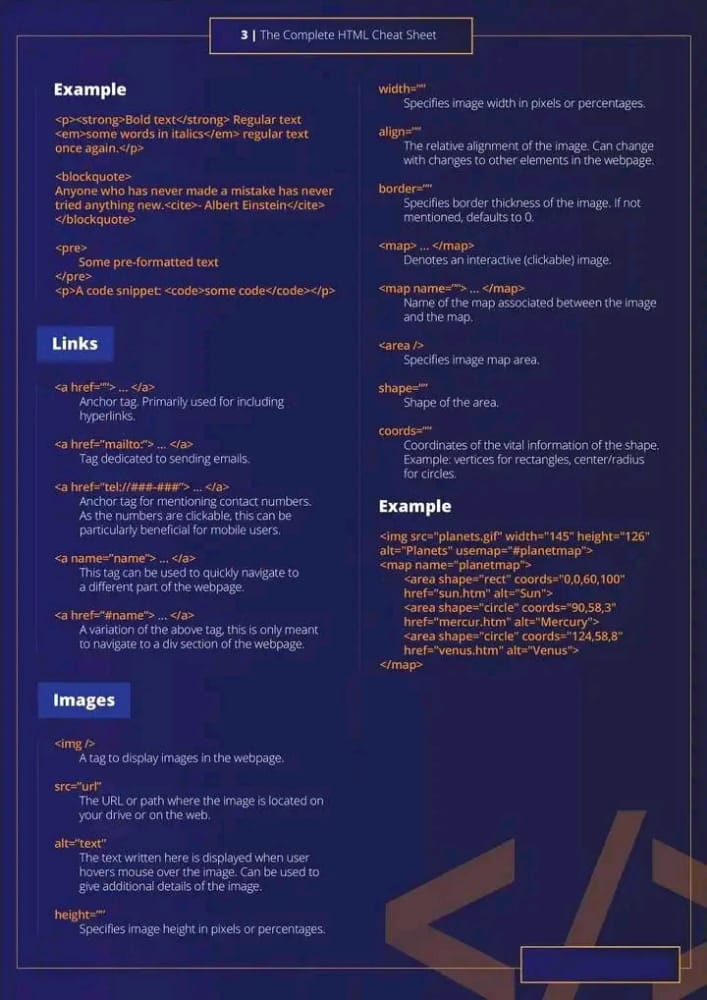 3 | The Complete HTML Cheat Sheet
Example
<p><strong>Bold text</strong> Regular text
<em>some words in italics</em> regular text
once again.</p>
<blockquote>
Anyone who has never made a mistake has never
tried anything new.<cite>- Albert Einstein</cite>
</blockquote>
<pre>
Some pre-formatted text
</pre>
<p>A code snippet: <code>some code</code></p>
Links
<a href=””> ... </a>
Anchor tag. Primarily used for including
hyperlinks.
<a href=”mailto:”> ... </a>
Tag dedicated to sending emails.
<a href=”tel://###-###”> ... </a>
Anchor tag for mentioning contact numbers.
As the numbers are clickable, this can be
particularly beneficial for mobile users.
<a name=”name”> ... </a>
This tag can be used to quickly navigate to
a different part of the webpage.
<a href=”#name”> ... </a>
A variation of the above tag, this is only meant
to navigate to a div section of the webpage.
Images
<img />
A tag to display images in the webpage.
src=”url”
The URL or path where the image is located on
your drive or on the web.
alt=”text”
The text written here is displayed when user
hovers mouse over the image. Can be used to
give additional details of the image.
height=””
Specifies image height in pixels or percentages.
width=””
Specifies image width in pixels or percentages.
align=””
The relative alignment of the image. Can change
with changes to other elements in the webpage.
border=””
Specifies border thickness of the image. If not
mentioned, defaults to 0.
<map> ... </map>
Denotes an interactive (clickable) image.
<map name=””> ... </map>
Name of the map associated between the image
and the map.
<area />
Specifies image map area.
shape=””
Shape of the area.
coords=””
Coordinates of the vital information of the shape.
Example: vertices for rectangles, center/radius
for circles.
Example
<img src="planets.gif" width="145" height="126"
alt="Planets" usemap="#planetmap">
<map name="planetmap">
<area shape="rect" coords="0,0,60,100"
href="sun.htm" alt="Sun">
<area shape="circle" coords="90,58,3"
href="mercur.htm" alt="Mercury">
<area shape="circle" coords="124,58,8"
href="venus.htm" alt="Venus">
</map>